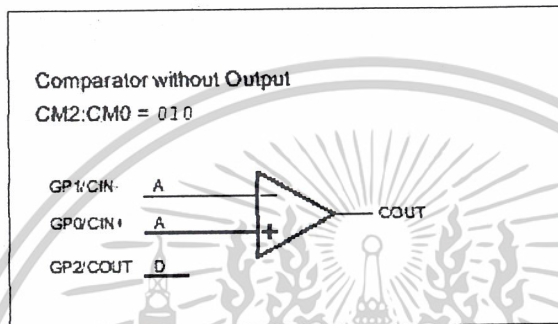 Comparator without Output
CM2:CM0 = 010
GP1/CIN- A
GP0/CIN+ A
GP2/COUT D
- 
+
COUT